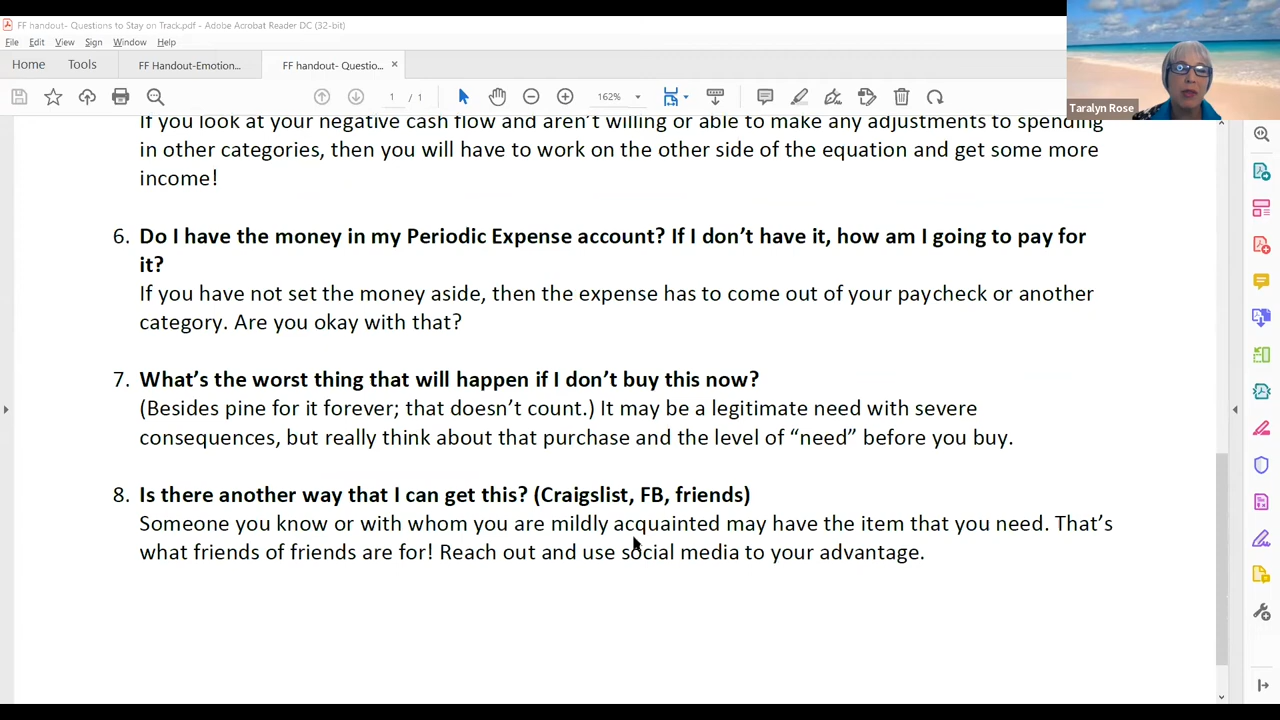 FF handout- Questions to Stay on Track.pdf - Adobe Acrobat Reader DC (32-bit)
File Edit View Sign Window Help
Home Tools FF Handout-Emotion... FF handout- Questio... ×
1 / 1 162%
Taralyn Rose
If you look at your negative cash flow and aren’t willing or able to make any adjustments to spending
in other categories, then you will have to work on the other side of the equation and get some more
income!
6. Do I have the money in my Periodic Expense account? If I don’t have it, how am I going to pay for
it?
If you have not set the money aside, then the expense has to come out of your paycheck or another
category. Are you okay with that?
7. What’s the worst thing that will happen if I don’t buy this now?
(Besides pine for it forever; that doesn’t count.) It may be a legitimate need with severe
consequences, but really think about that purchase and the level of “need” before you buy.
8. Is there another way that I can get this? (Craigslist, FB, friends)
Someone you know or with whom you are mildly acquainted may have the item that you need. That’s
what friends of friends are for! Reach out and use social media to your advantage.